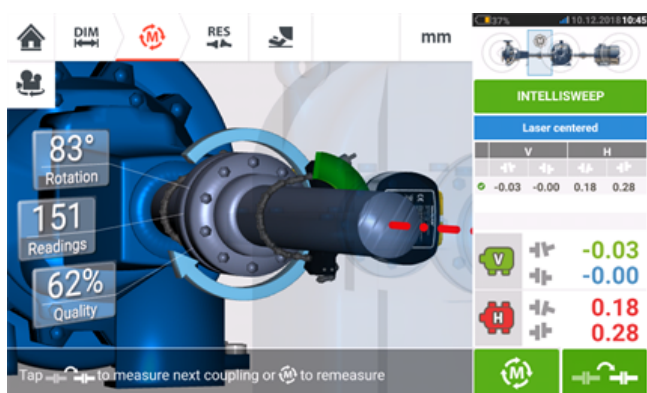 DIM
M
RES
mm
37%
10.12.2018 10:45
83°
Rotation
151
Readings
62%
Quality
Tap to measure next coupling or M to remeasure
INTELLISWEEP
Laser centered
V H
-0.03 -0.00 0.18 0.28
V
-0.03
-0.00
H
0.18
0.28
M